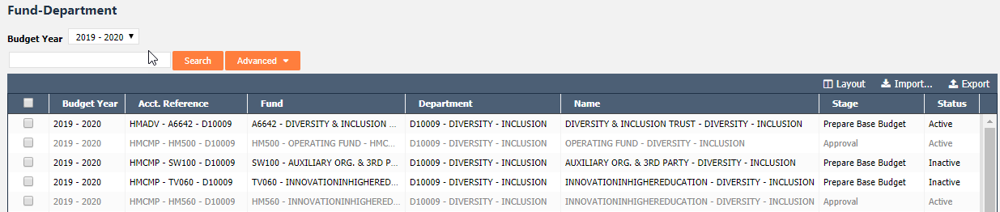 Fund-Department
Budget Year 2019 - 2020
Search Advanced
Layout Import... Export
Budget Year Acct. Reference Fund Department Name Stage Status
2019 - 2020 HMADV - A6642 - D10009 A6642 - DIVERSITY & INCLUSION ... D10009 - DIVERSITY - INCLUSION DIVERSITY & INCLUSION TRUST - DIVERSITY - INCLUSION Prepare Base Budget Active
2019 - 2020 HMCMP - HM500 - D10009 HM500 - OPERATING FUND - HMC... D10009 - DIVERSITY - INCLUSION OPERATING FUND - DIVERSITY - INCLUSION Approval Active
2019 - 2020 HMCMP - SW100 - D10009 SW100 - AUXILIARY ORG. & 3RD P... D10009 - DIVERSITY - INCLUSION AUXILIARY ORG. & 3RD PARTY - DIVERSITY - INCLUSION Prepare Base Budget Inactive
2019 - 2020 HMCMP - TV060 - D10009 TV060 - INNOVATIONINHIGHERED... D10009 - DIVERSITY - INCLUSION INNOVATIONINHIGHEREDUCATION - DIVERSITY - INCLUSION Prepare Base Budget Inactive
2019 - 2020 HMCMP - HM560 - D10009 HM560 - INNOVATIONINHIGHERED... D10009 - DIVERSITY - INCLUSION INNOVATIONINHIGHEREDUCATION - DIVERSITY - INCLUSION Approval Active